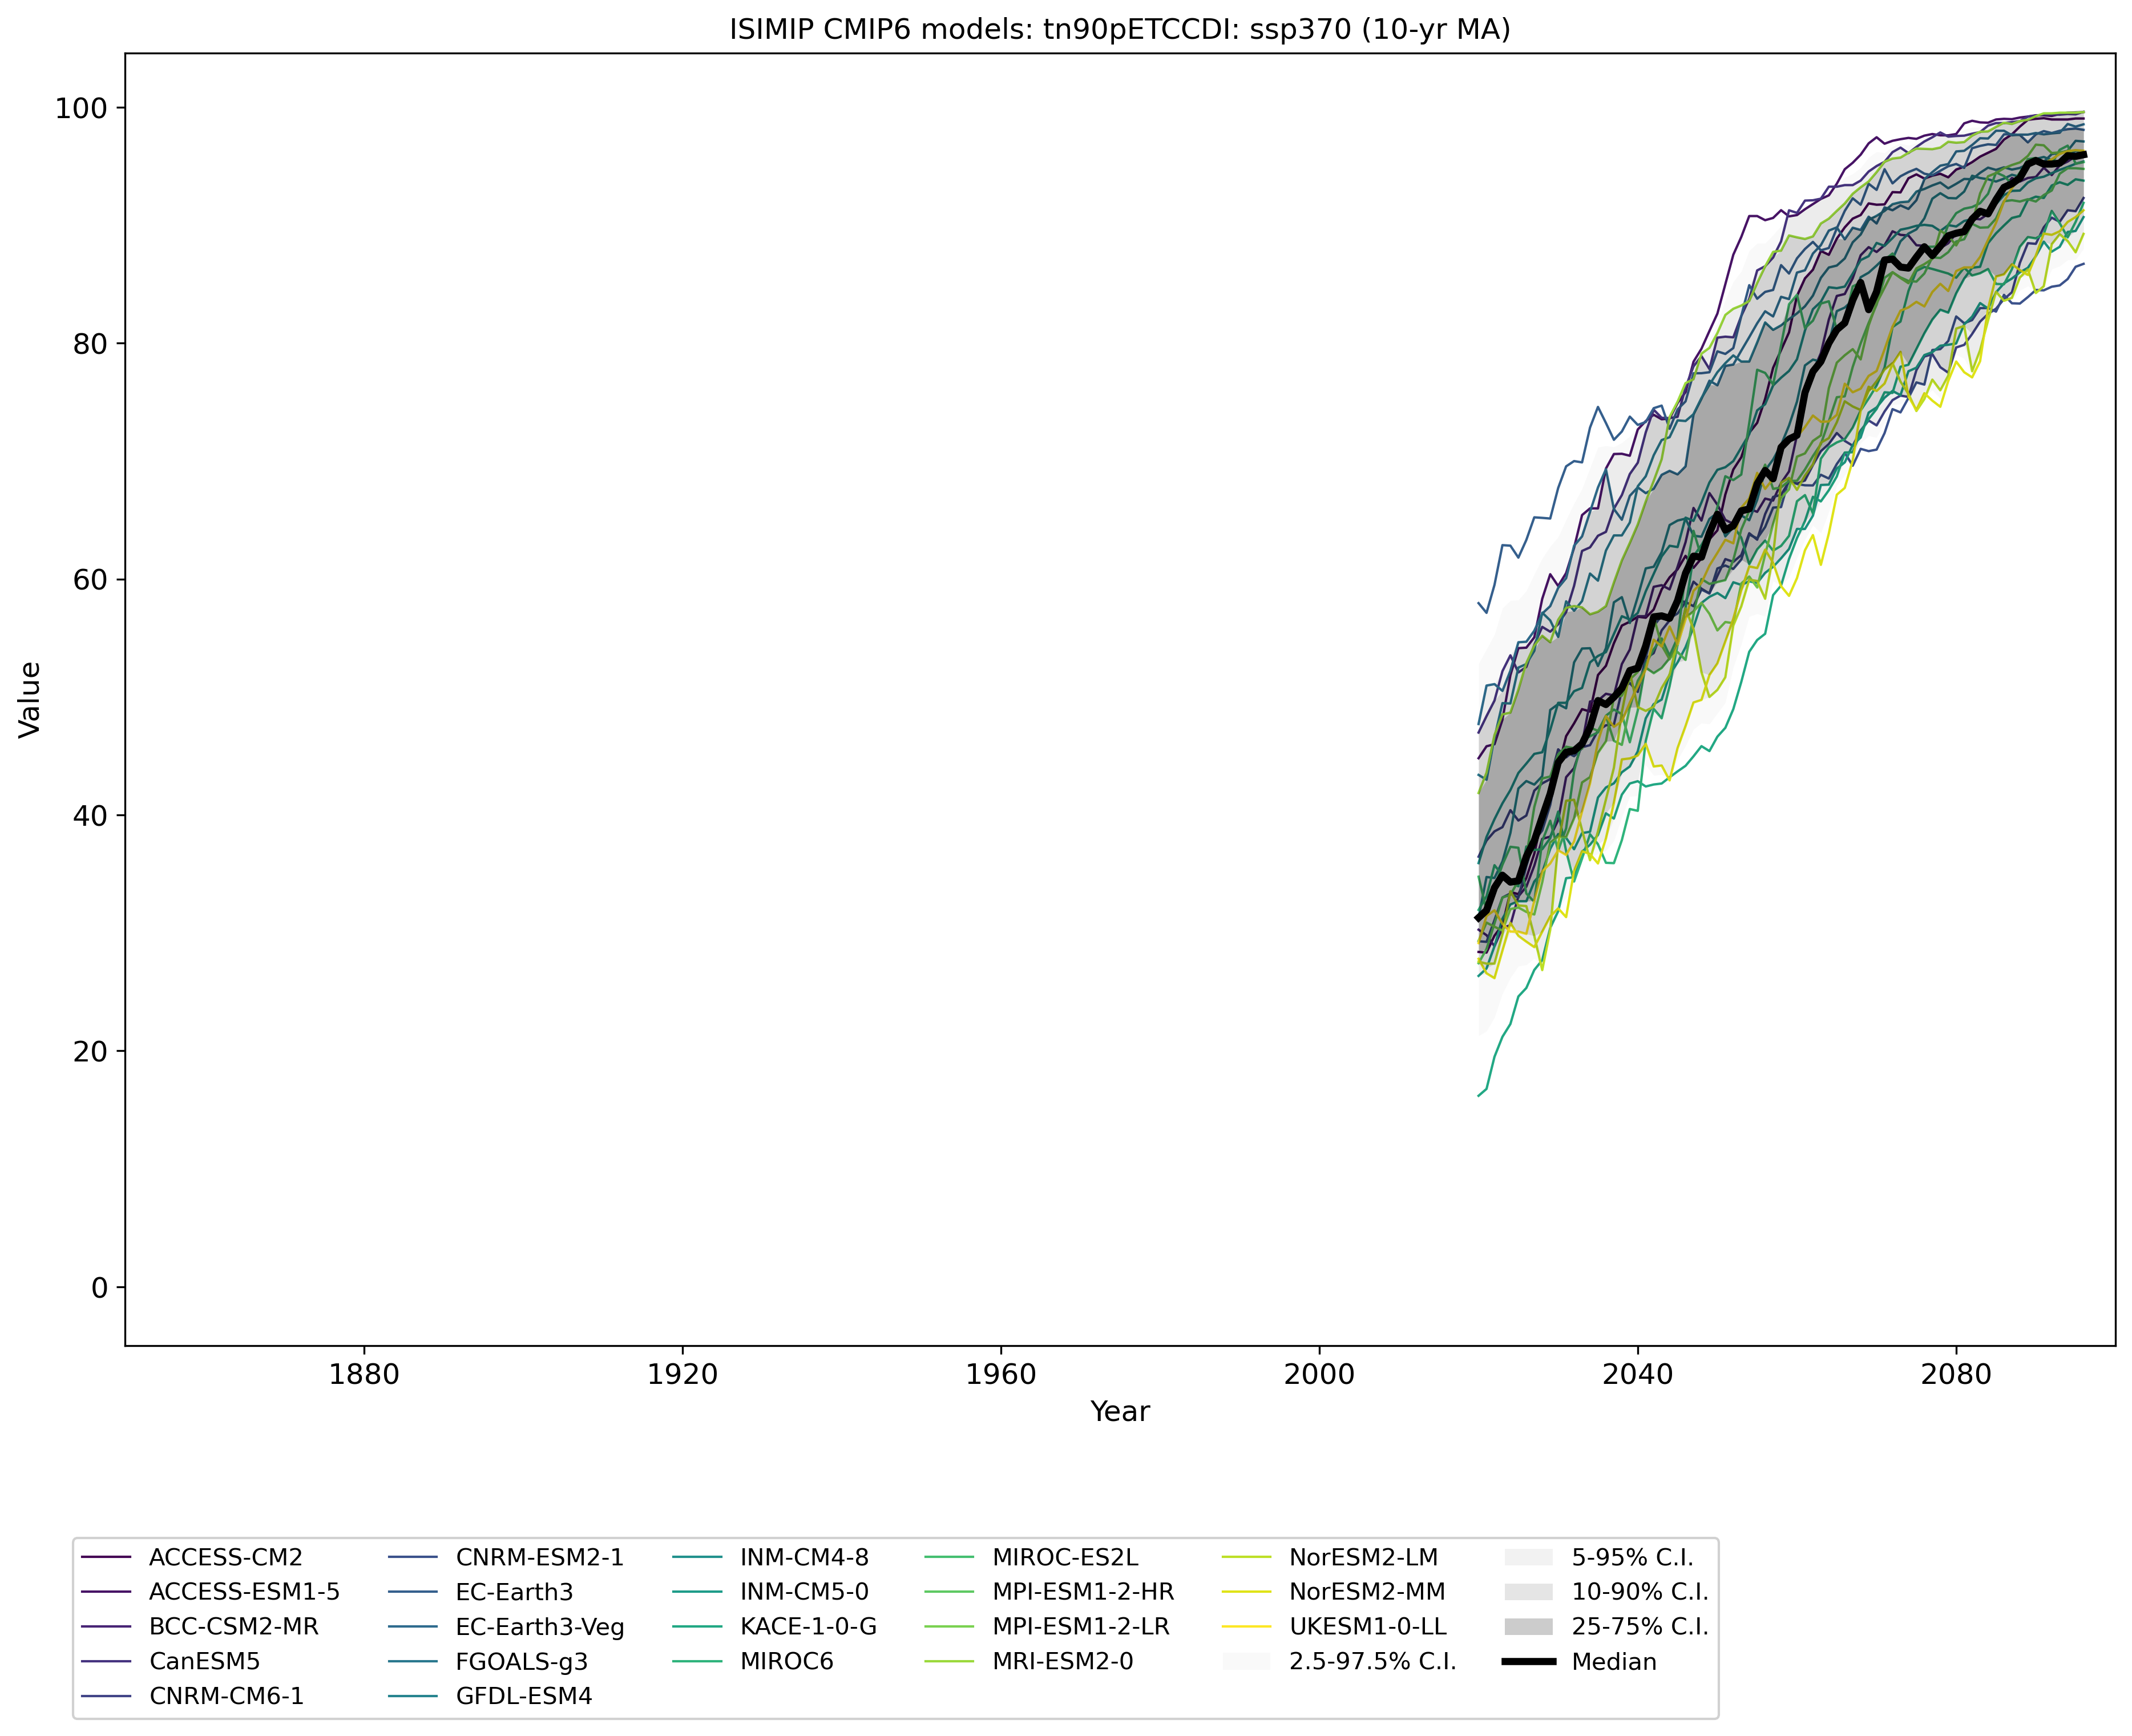 ISIMIP CMIP6 models: tn90pETCCDI: ssp370 (10-yr MA)
100
80
60
40
20
0
Value
1880 1920 1960 2000 2040 2080
Year
ACCESS-CM2 CNRM-ESM2-1 INM-CM4-8 MIROC-ES2L NorESM2-LM 5-95% C.I.
ACCESS-ESM1-5 EC-Earth3 INM-CM5-0 MPI-ESM1-2-HR NorESM2-MM 10-90% C.I.
BCC-CSM2-MR EC-Earth3-Veg KACE-1-0-G MPI-ESM1-2-LR UKESM1-0-LL 25-75% C.I.
CanESM5 FGOALS-g3 MIROC6 MRI-ESM2-0 2.5-97.5% C.I. Median
CNRM-CM6-1 GFDL-ESM4